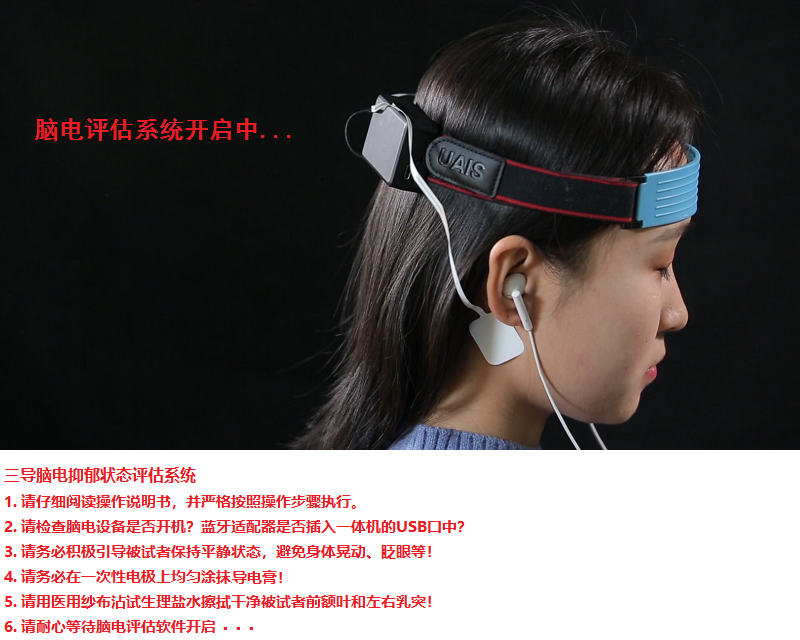 脑电评估系统开启中...
UAIS
三导脑电抑郁状态评估系统
1. 请仔细阅读操作说明书，并严格按照操作步骤执行。
2. 请检查脑电设备是否开机？蓝牙适配器是否插入一体机的USB口中？
3. 请务必积极引导被试者保持平静状态，避免身体晃动、眨眼等！
4. 请务必在一次性电极上均匀涂抹导电膏！
5. 请用医用纱布沾试生理盐水擦拭干净被试者前额叶和左右乳突！
6. 请耐心等待脑电评估软件开启 ···